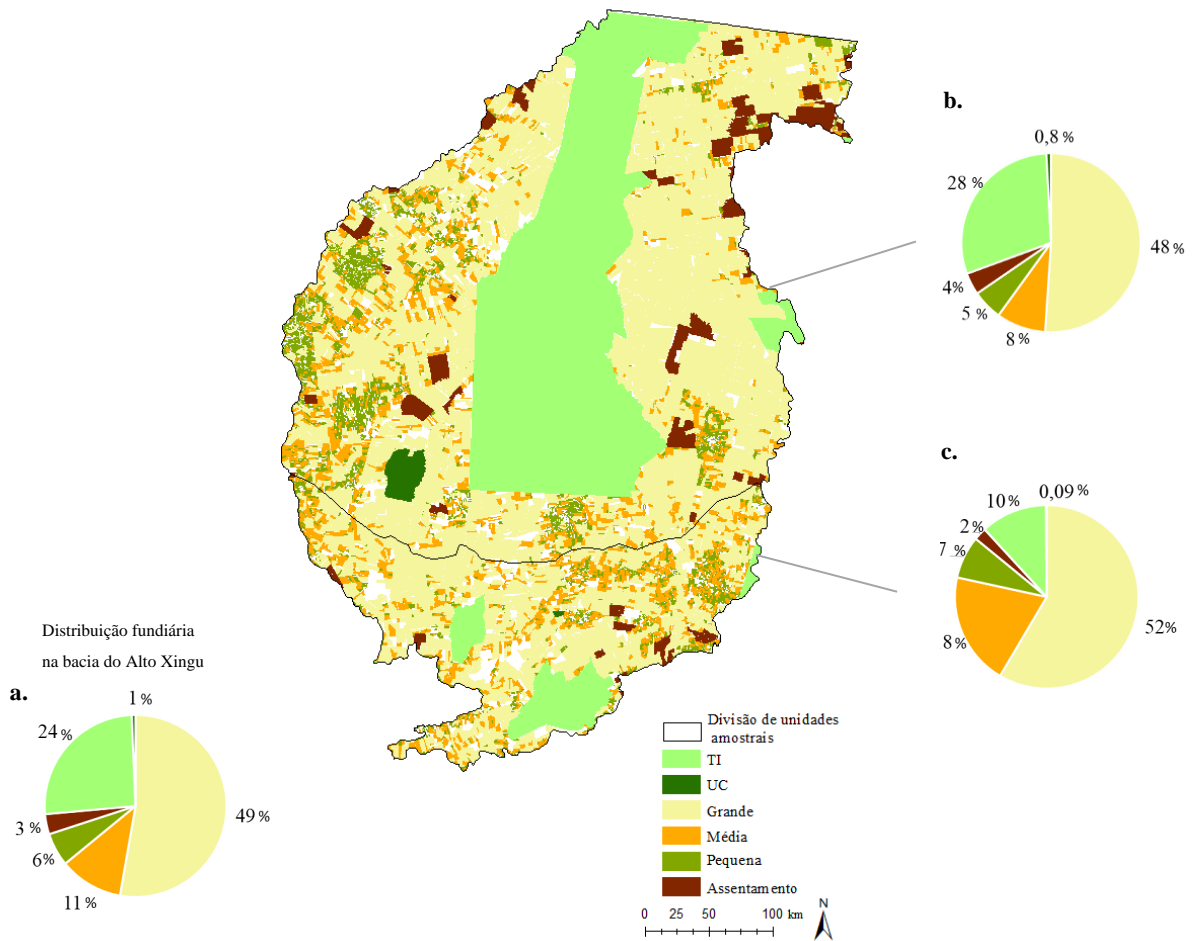 b.
0,8 %
28 %
48 %
4%
5 %
8 %
c.
10%
0,09%
2%
7 %
8%
52%
Distribuição fundiária
na bacia do Alto Xingu
a.
1 %
24 %
49 %
3 %
6%
11 %
Divisão de unidades
amostrais
TI
UC
Grande
Média
Pequena
Assentamento
0 25 50 100 km
N